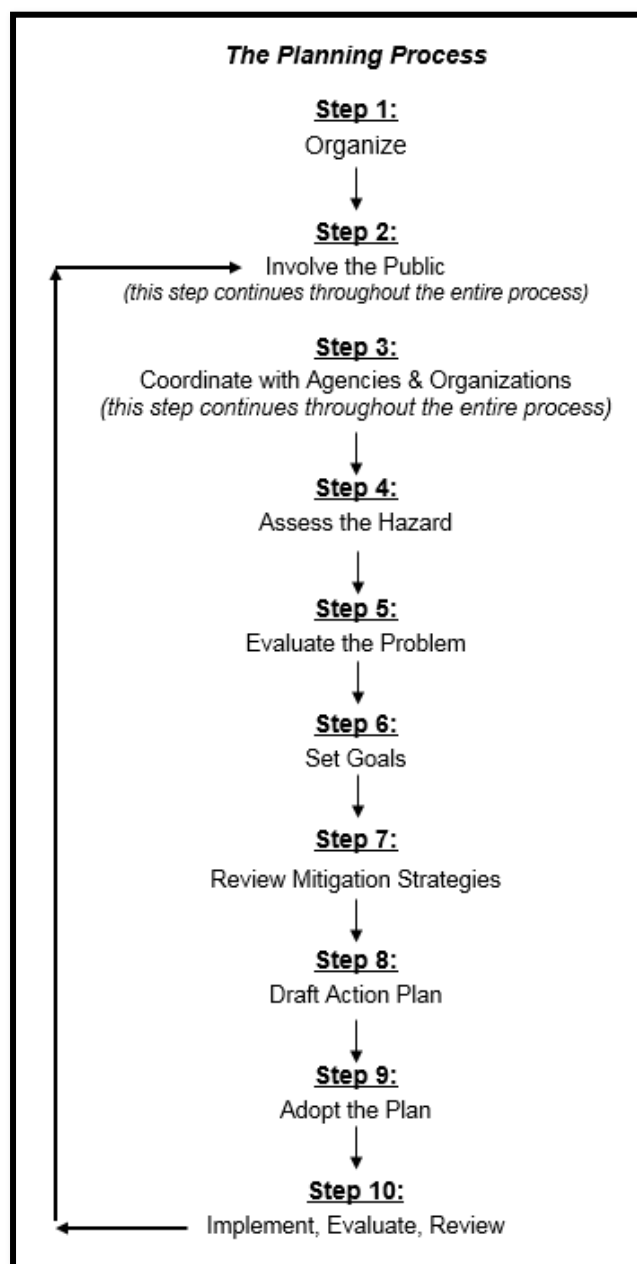 The Planning Process
Step 1:
Organize
Step 2:
Involve the Public
(this step continues throughout the entire process)
Step 3:
Coordinate with Agencies & Organizations
(this step continues throughout the entire process)
Step 4:
Assess the Hazard
Step 5:
Evaluate the Problem
Step 6:
Set Goals
Step 7:
Review Mitigation Strategies
Step 8:
Draft Action Plan
Step 9:
Adopt the Plan
Step 10:
Implement, Evaluate, Review